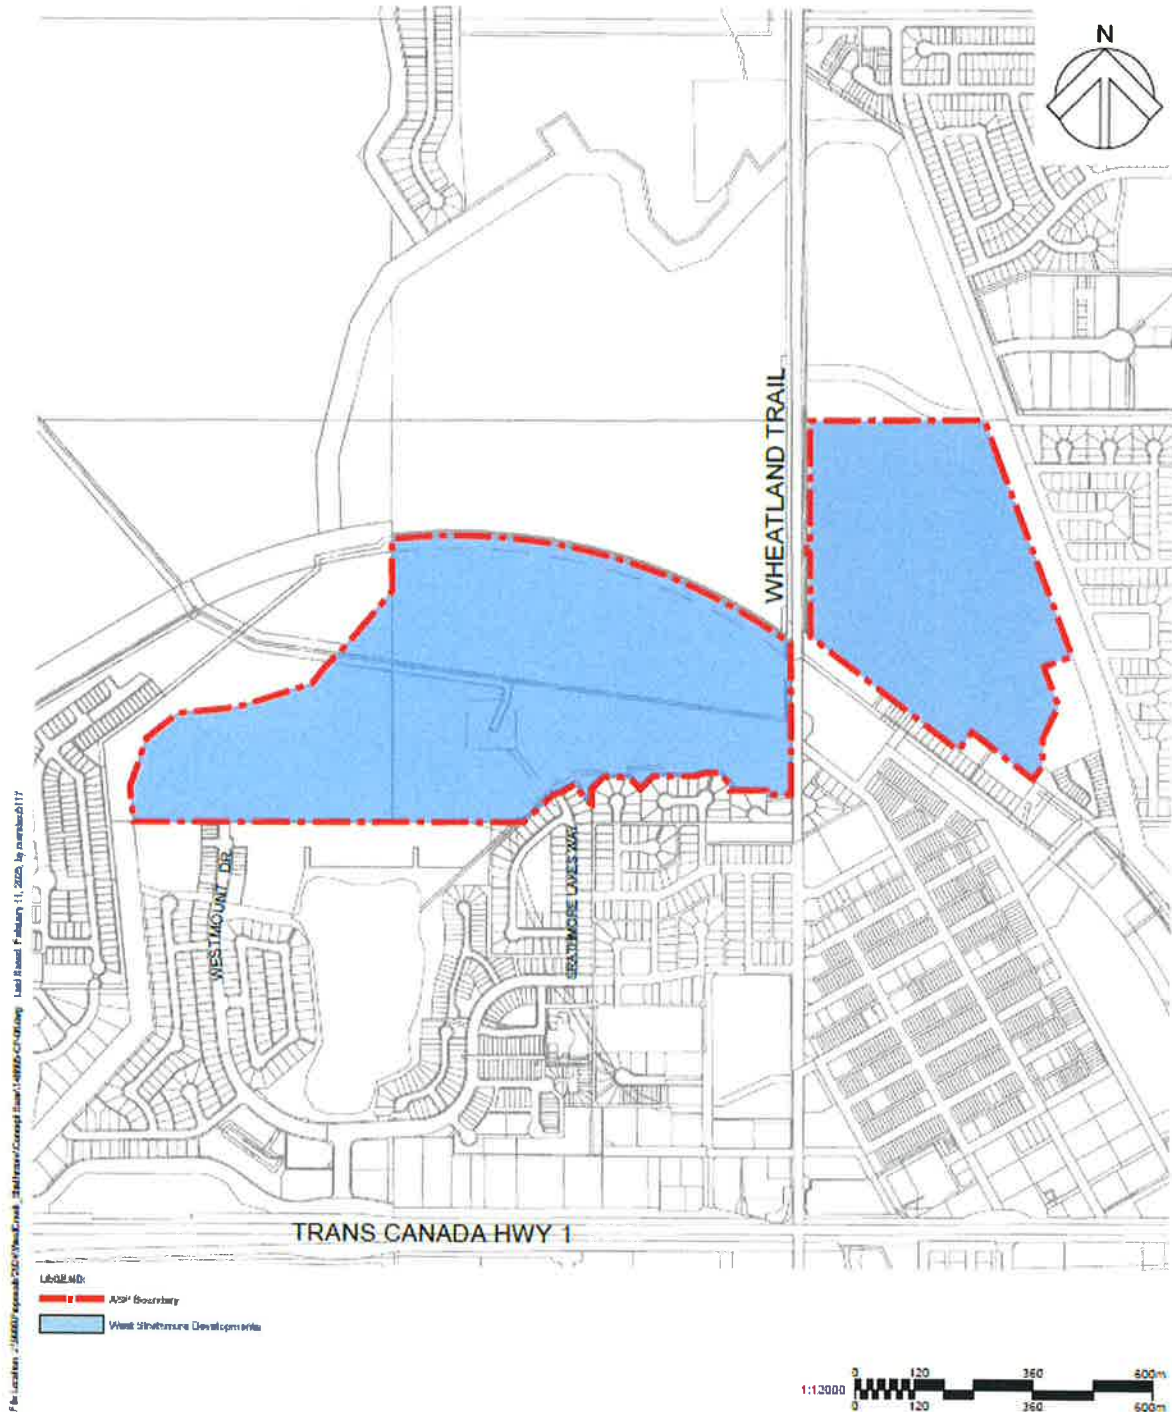 N
WHEATLAND TRAIL
WESTMOUNT DR.
STRATHMORE LAKES WAY
TRANS CANADA HWY 1
LEGEND:
ASP Boundary
West Strathmore Developments
1:12000
0 120 360 600m
0 120 360 600m